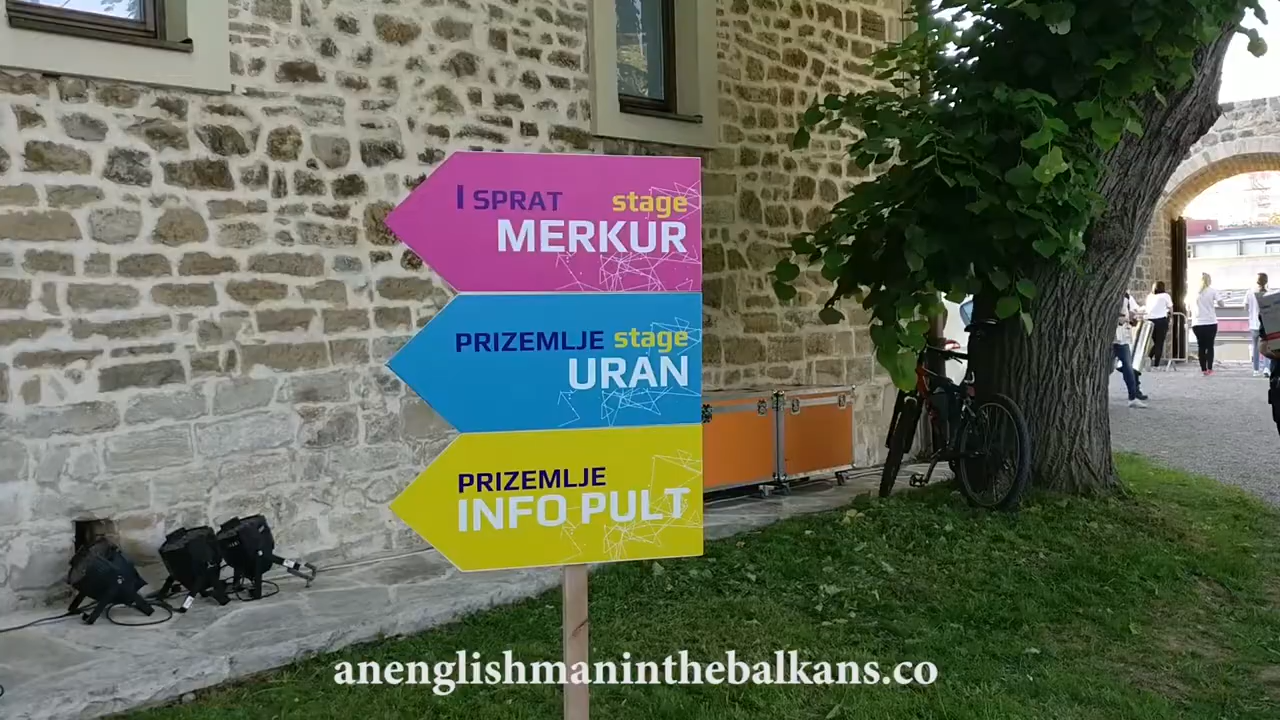 I SPRAT stage
MERKUR
PRIZEMLJE stage
URAN
PRIZEMLJE
INFO PULT
anenglishmaninthebalkans.co